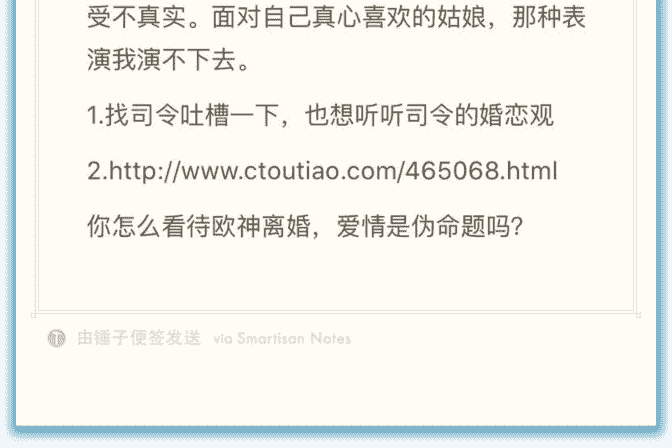 受不真实。面对自己真心喜欢的姑娘，那种表
演我演不下去。
1.找司令吐槽一下，也想听听司令的婚恋观
2.http://www.ctoutiao.com/465068.html
你怎么看待欧神离婚，爱情是伪命题吗？
由锤子便签发送 via Smartisan Notes